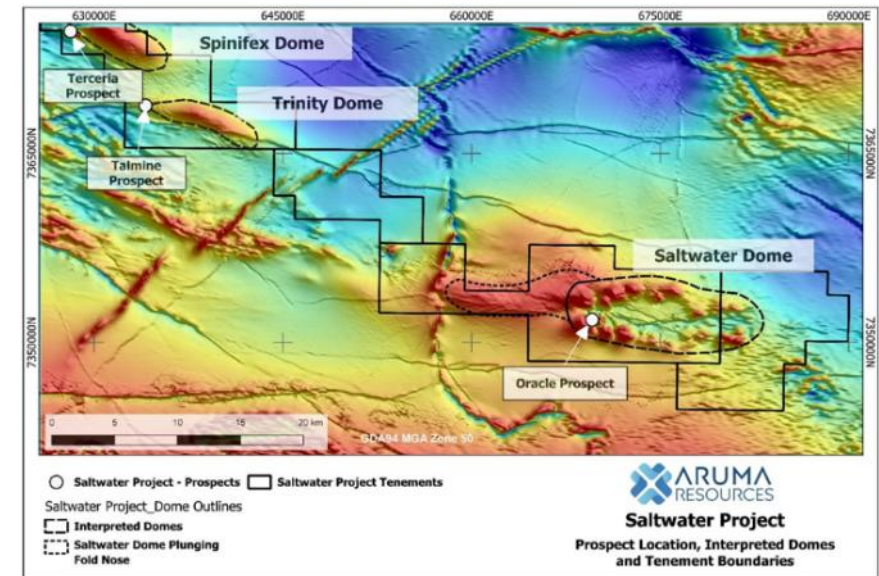 630000E 645000E 660000E 675000E 690000E
Spinifex Dome
Terceria
Prospect
Trinity Dome
7365000N 7365000N
Talmine
Prospect
Saltwater Dome
7350000N 7350000N
Oracle Prospect
0 5 10 15 20 km
GDA94 MGA Zone 50
Saltwater Project - Prospects Saltwater Project Tenements
Saltwater Project_Dome Outlines
Interpreted Domes
Saltwater Dome Plunging
Fold Nose
ARUMA
RESOURCES
Saltwater Project
Prospect Location, Interpreted Domes
and Tenement Boundaries